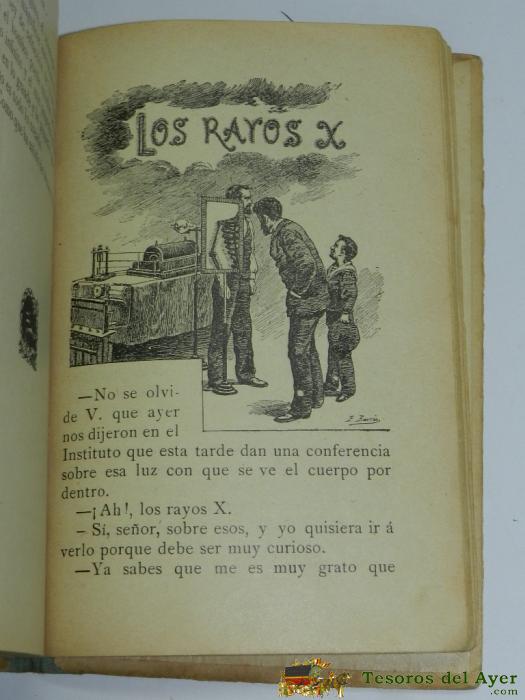 LOS RAYOS X
—No se olvi-
de V. que ayer
nos dijeron en el
Instituto que esta tarde dan una conferencia
sobre esa luz con que se ve el cuerpo por
dentro.
—¡Ah!, los rayos X.
—Sí, señor, sobre esos, y yo quisiera ir á
verlo porque debe ser muy curioso.
—Ya sabes que me es muy grato que
Tesoros del Ayer
.com